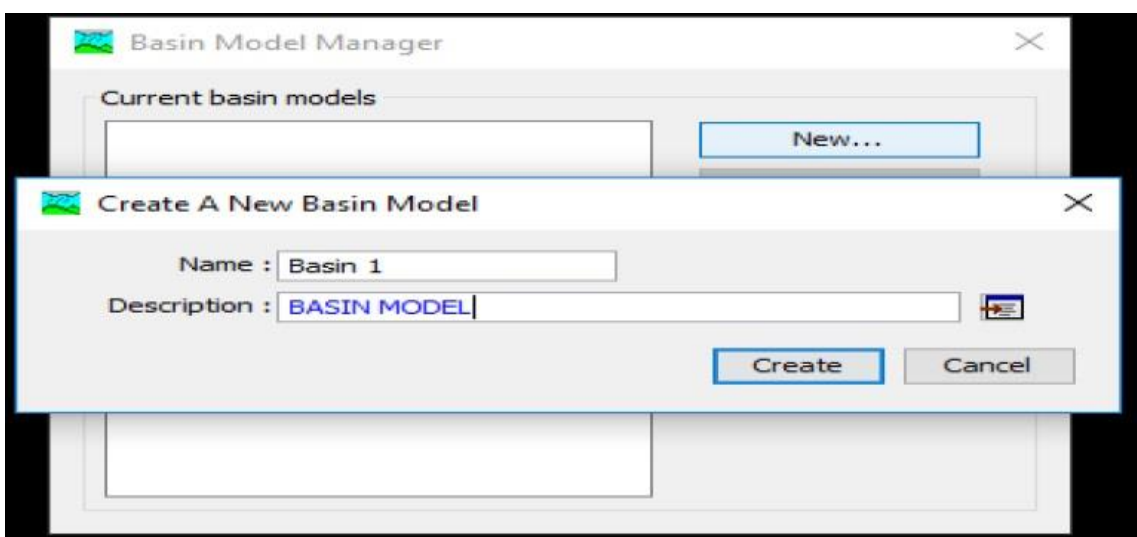 Basin Model Manager
Current basin models
New...
Create A New Basin Model
Name : Basin 1
Description : BASIN MODEL
Create Cancel